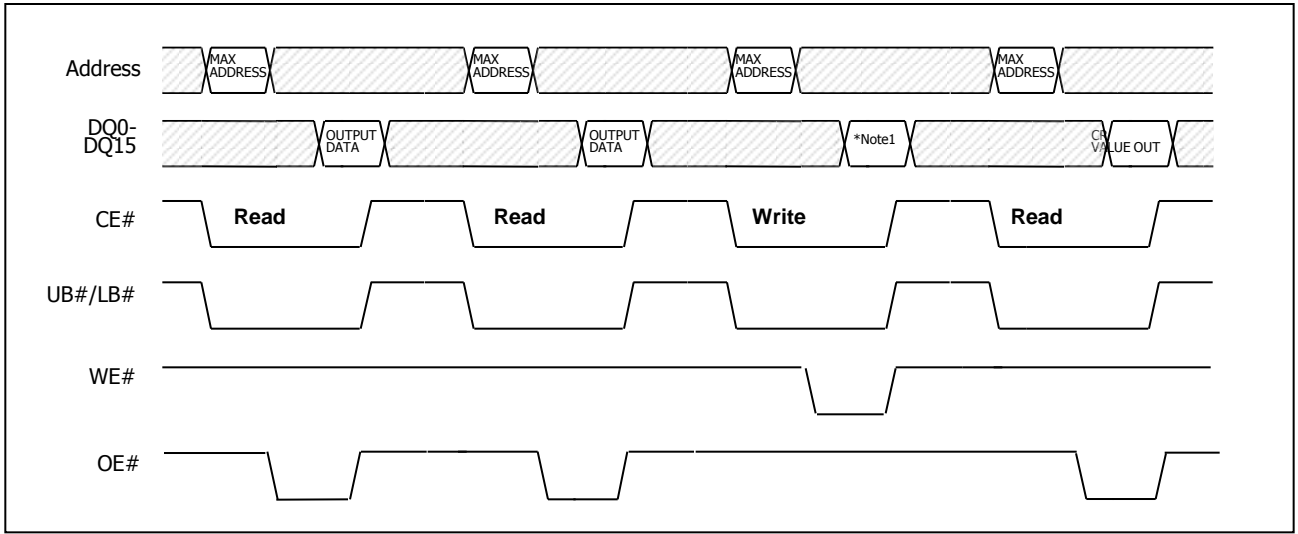 Address
MAX
ADDRESS
MAX
ADDRESS
MAX
ADDRESS
MAX
ADDRESS
DQ0-
DQ15
OUTPUT
DATA
OUTPUT
DATA
*Note1
CR
VALUE OUT
CE#
Read
Read
Write
Read
UB#/LB#
WE#
OE#